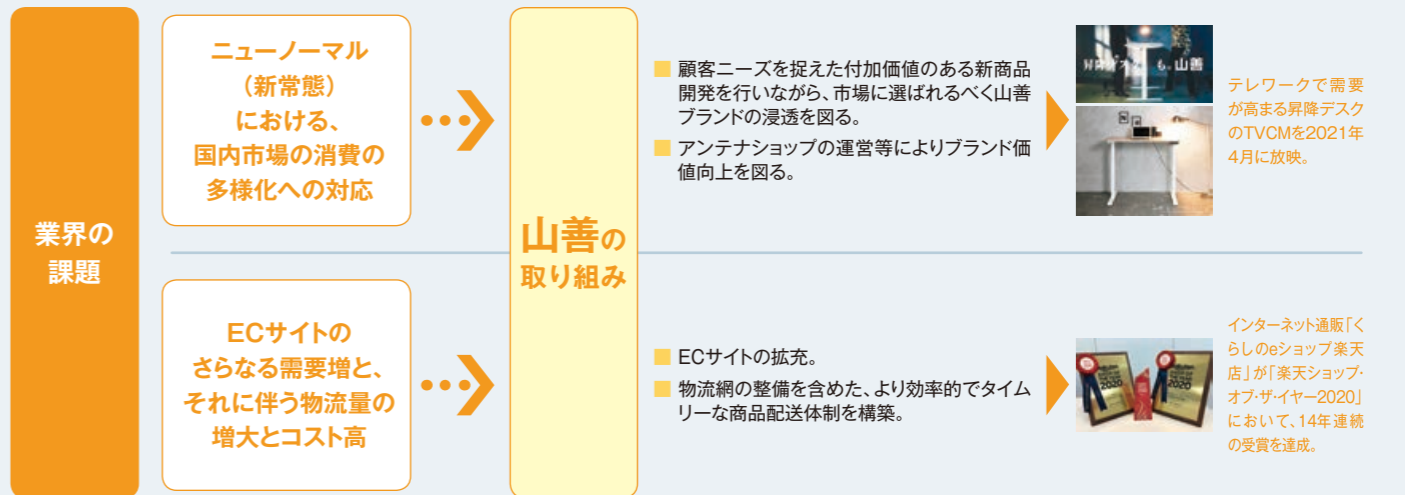 業界の
課題
ニューノーマル
（新常態）
における、
国内市場の消費の
多様化への対応
山善の
取り組み
■ 顧客ニーズを捉えた付加価値のある新商品
開発を行いながら、市場に選ばれるべく山善
ブランドの浸透を図る。
■ アンテナショップの運営等によりブランド価
値向上を図る。
も。山善
テレワークで需要
が高まる昇降デスク
のTVCMを2021年
4月に放映。
ECサイトの
さらなる需要増と、
それに伴う物流量の
増大とコスト高
■ ECサイトの拡充。
■ 物流網の整備を含めた、より効率的でタイム
リーな商品配送体制を構築。
2020
2020
インターネット通販「く
らしのeショップ楽天
店」が「楽天ショップ・
オブ・ザ・イヤー2020」
において、14年連続
の受賞を達成。